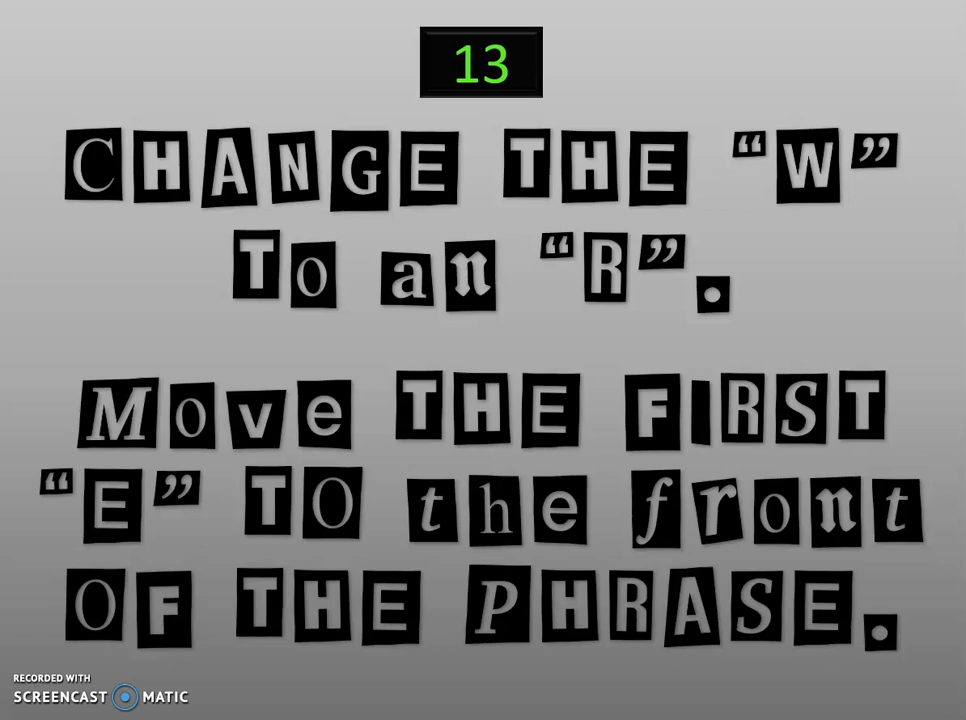 13
CHANGE THE “W”
To an “R”.
Move THE FIRST
“E” TO the front
OF THE PHRASE.
RECORDED WITH
SCREENCAST MATIC